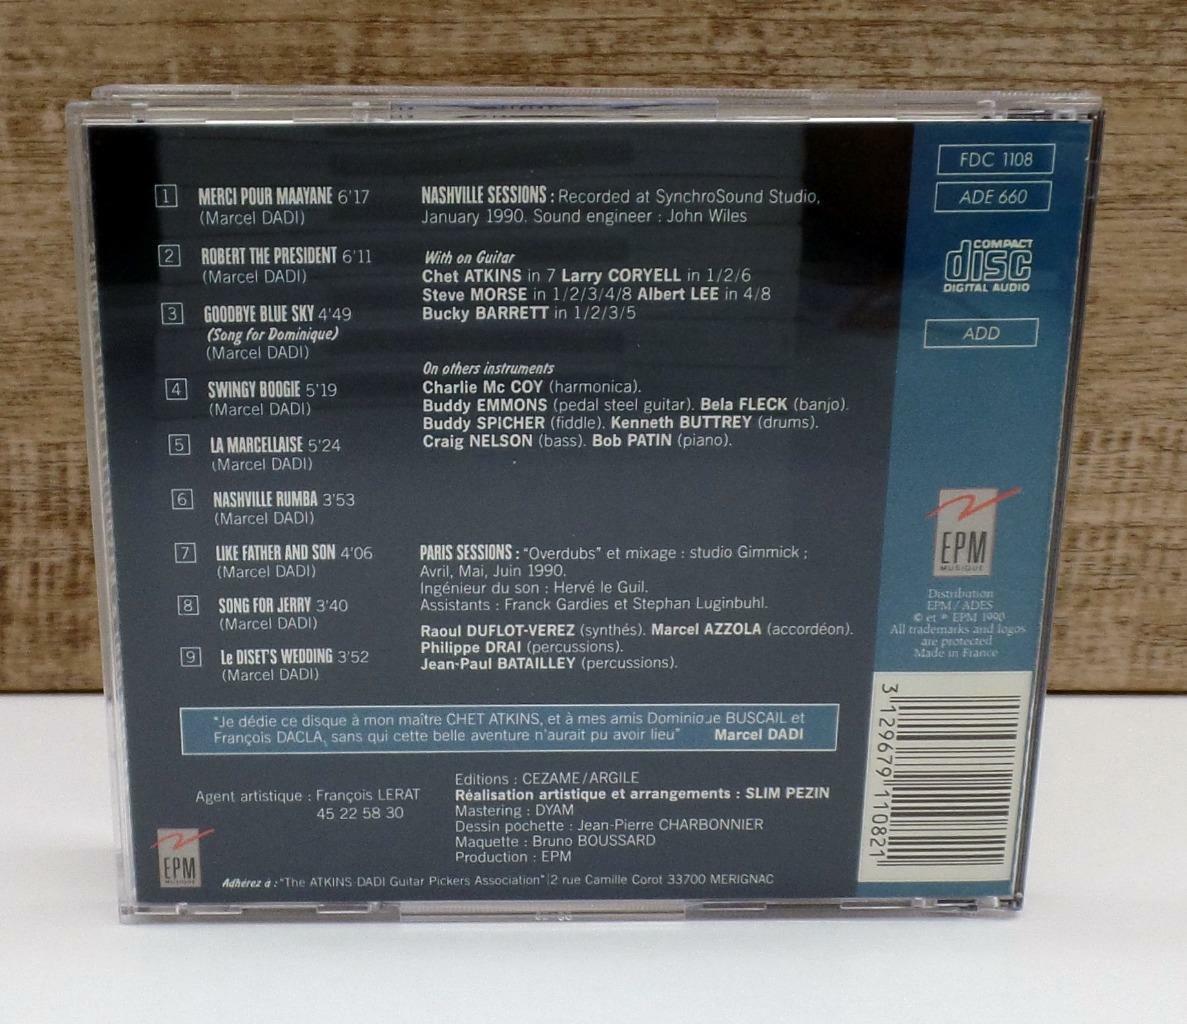 1 MERCI POUR MAAYANE 6'17
(Marcel DADI)
2 ROBERT THE PRESIDENT 6'11
(Marcel DADI)
3 GOODBYE BLUE SKY 4'49
(Song for Dominique)
(Marcel DADI)
4 SWINGY BOOGIE 5'19
(Marcel DADI)
5 LA MARCELLAISE 5'24
(Marcel DADI)
6 NASHVILLE RUMBA 3'53
(Marcel DADI)
7 LIKE FATHER AND SON 4'06
(Marcel DADI)
8 SONG FOR JERRY 3'40
(Marcel DADI)
9 Le DISET'S WEDDING 3'52
(Marcel DADI)
NASHVILLE SESSIONS : Recorded at SynchroSound Studio,
January 1990. Sound engineer : John Wiles
With on Guitar
Chet ATKINS in 7 Larry CORYELL in 1/2/6
Steve MORSE in 1/2/3/4/8 Albert LEE in 4/8
Bucky BARRETT in 1/2/3/5
On others instruments
Charlie Mc COY (harmonica).
Buddy EMMONS (pedal steel guitar). Bela FLECK (banjo).
Buddy SPICHER (fiddle). Kenneth BUTTREY (drums).
Craig NELSON (bass). Bob PATIN (piano).
PARIS SESSIONS : "Overdubs" et mixage : studio Gimmick ;
Avril, Mai, Juin 1990.
Ingénieur du son : Hervé le Guil.
Assistants : Franck Gardies et Stephan Luginbuhl.
Raoul DUFLOT-VEREZ (synthés). Marcel AZZOLA (accordéon).
Philippe DRAI (percussions).
Jean-Paul BATAILLEY (percussions).
"Je dédie ce disque à mon maître CHET ATKINS, et à mes amis Dominique BUSCAIL et
François DACLA, sans qui cette belle aventure n'aurait pu avoir lieu" Marcel DADI
Agent artistique : François LERAT
45 22 58 30
Editions : CEZAME/ARGILE
Réalisation artistique et arrangements : SLIM PEZIN
Mastering : DYAM
Dessin pochette : Jean-Pierre CHARBONNIER
Maquette : Bruno BOUSSARD
Production : EPM
EPM
MUSIQUE
Adhérez à : "The ATKINS DADI Guitar Pickers Association" 2 rue Camille Corot 33700 MERIGNAC
FDC 1108
ADE 660
COMPACT
disc
DIGITAL AUDIO
ADD
EPM
MUSIQUE
Distribution
EPM / ADES
© et ℗ EPM 1990
All trademarks and logos
are protected
Made in France
3 129679 110821